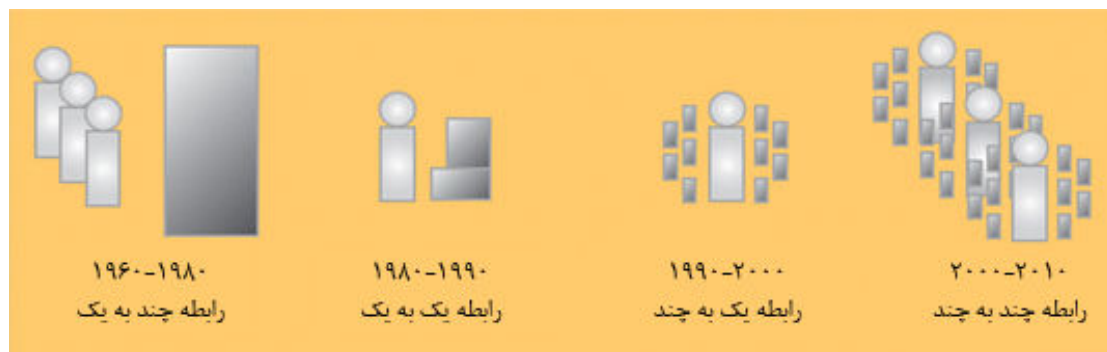 ۱۹۶۰-۱۹۸۰
رابطه چند به یک
۱۹۸۰-۱۹۹۰
رابطه یک به یک
۱۹۹۰-۲۰۰۰
رابطه یک به چند
۲۰۰۰-۲۰۱۰
رابطه چند به چند